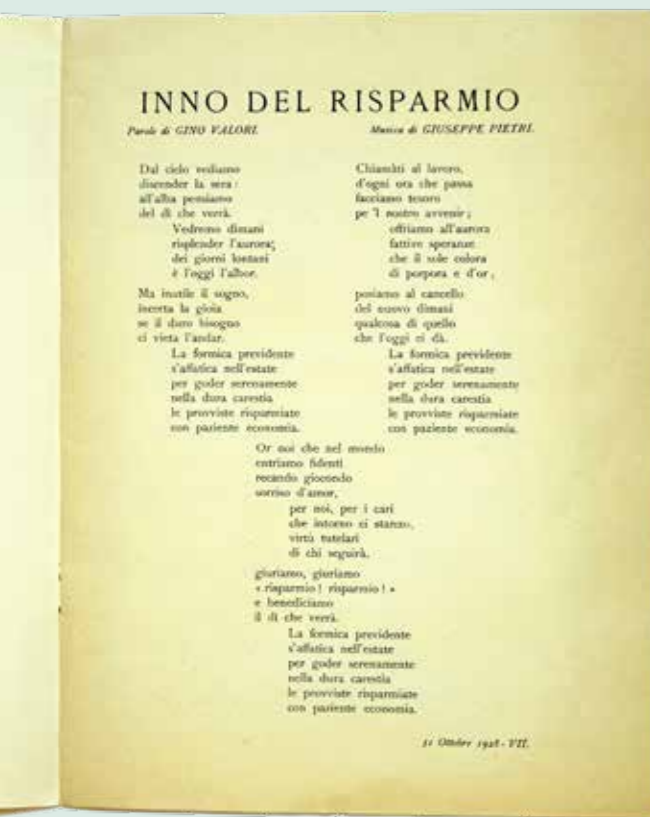 INNO DEL RISPARMIO
Parole di GINO VALORI.
Musica di GIUSEPPE PIETRI.
Dal cielo vediamo
discender la sera:
all'alba pensiamo
del dì che verrà.
Vedremo dimani
risplender l'aurora;
dei giorni lontani
è l'oggi l'albor.
Ma inutile il sogno,
incerta la gioia
se il duro bisogno
ci vieta l'andar.
La formica previdente
s'affatica nell'estate
per goder serenamente
nella dura carestia
le provviste risparmiate
con paziente economia.
Chiamàti al lavoro,
d'ogni ora che passa
facciamo tesoro
pe 'l nostro avvenir;
offriamo all'aurora
fattive speranze
che il sole colora
di porpora e d'or,
poniamo al cancello
del nuovo dimani
qualcosa di quello
che l'oggi ci dà.
La formica previdente
s'affatica nell'estate
per goder serenamente
nella dura carestia
le provviste risparmiate
con paziente economia.
Or noi che nel mondo
entriamo fidenti
recando giocondo
sorriso d'amor,
per noi, per i cari
che intorno ci stanno,
virtù tutelari
di chi seguirà,
giuriamo, giuriamo
« risparmio! risparmio! »
e benediciamo
il dì che verrà.
La formica previdente
s'affatica nell'estate
per goder serenamente
nella dura carestia
le provviste risparmiate
con paziente economia.
31 Ottobre 1928 - VII.